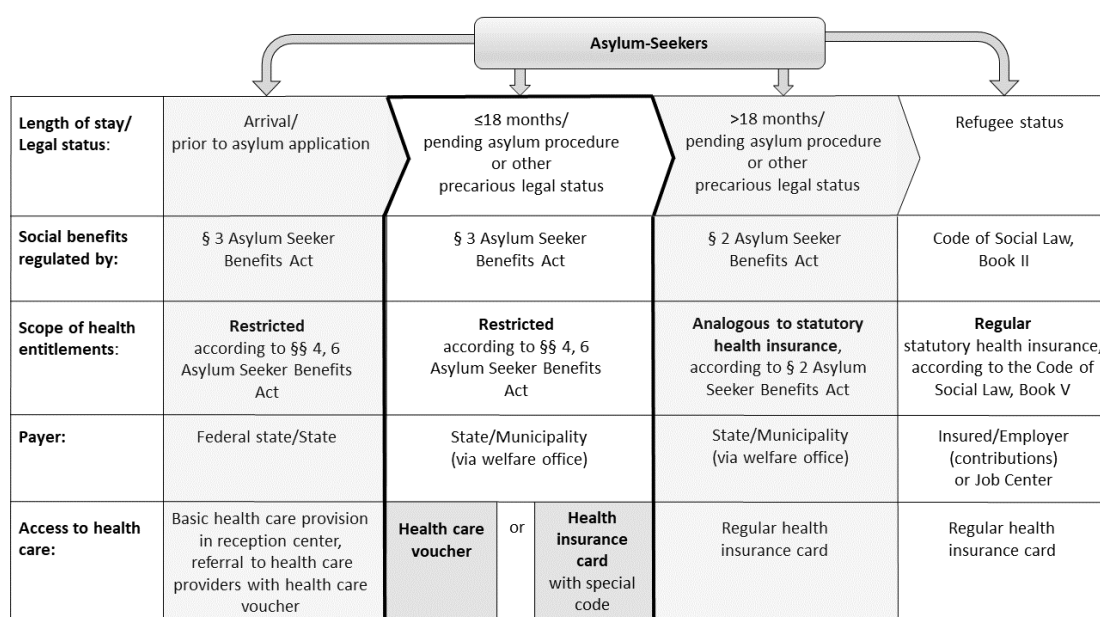 Asylum-Seekers
Length of stay/
Legal status:
Arrival/
prior to asylum application
≤18 months/
pending asylum procedure
or other
precarious legal status
>18 months/
pending asylum procedure
or other
precarious legal status
Refugee status
Social benefits
regulated by:
§ 3 Asylum Seeker
Benefits Act
§ 3 Asylum Seeker
Benefits Act
§ 2 Asylum Seeker
Benefits Act
Code of Social Law,
Book II
Scope of health
entitlements:
Restricted
according to §§ 4, 6
Asylum Seeker Benefits
Act
Restricted
according to §§ 4, 6
Asylum Seeker Benefits
Act
Analogous to statutory
health insurance,
according to § 2 Asylum
Seeker Benefits Act
Regular
statutory health insurance,
according to the Code of
Social Law, Book V
Payer:
Federal state/State
State/Municipality
(via welfare office)
State/Municipality
(via welfare office)
Insured/Employer
(contributions)
or Job Center
Access to health
care:
Basic health care provision
in reception center,
referral to health care
providers with health care
voucher
Health care
voucher
or
Health
insurance
card
with special
code
Regular health
insurance card
Regular health
insurance card